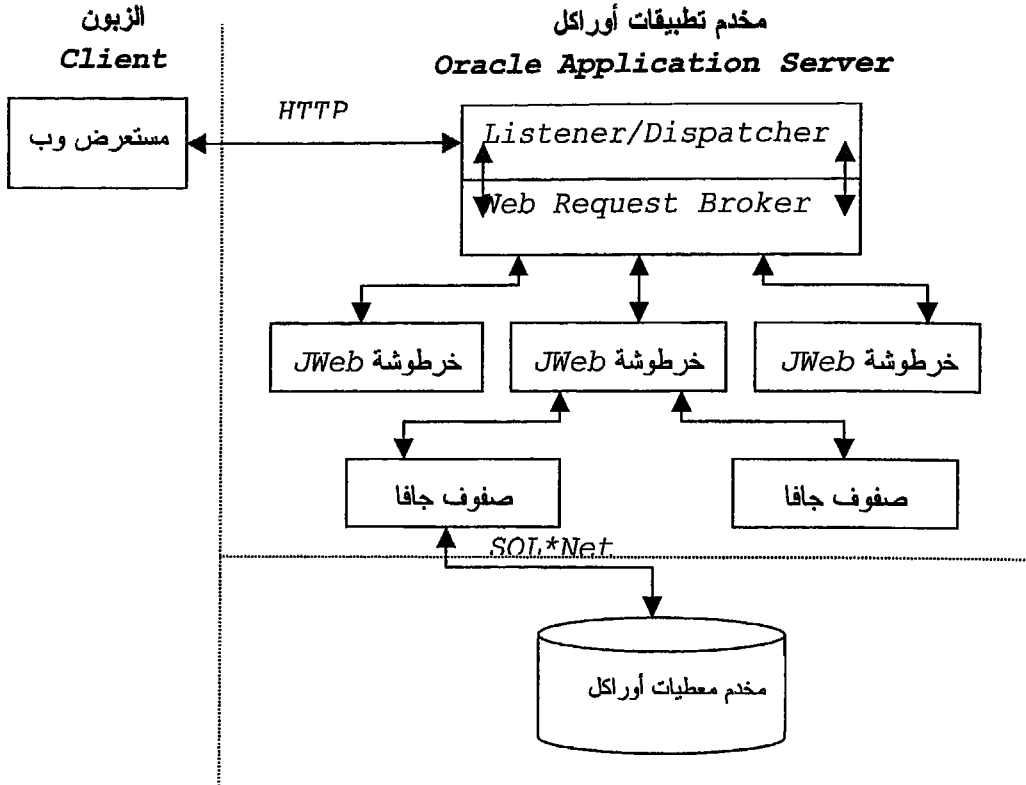 الزبون
Client
مخدم تطبيقات أوراكل
Oracle Application Server
مستعرض وب
HTTP
Listener/Dispatcher
Web Request Broker
خرطوشة JWeb
خرطوشة JWeb
خرطوشة JWeb
صفوف جافا
صفوف جافا
SQL*Net
مخدم معطيات أوراكل